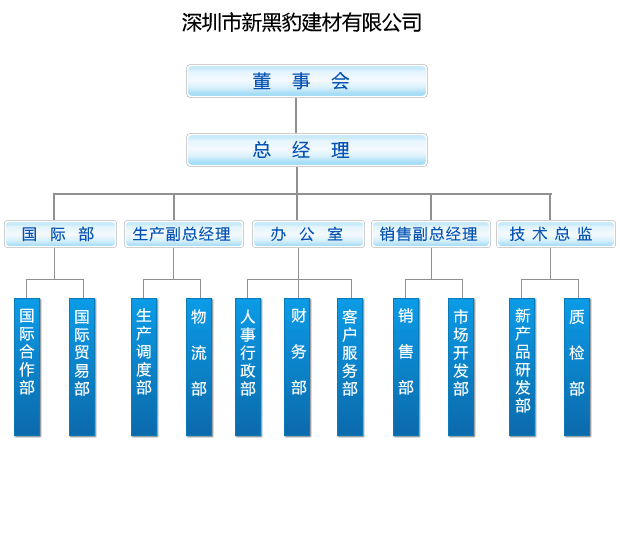 深圳市新黑豹建材有限公司
董 事 会
总 经 理
国 际 部
生产副总经理
办 公 室
销售副总经理
技 术 总 监
国际合作部
国际贸易部
生产调度部
物流部
人事行政部
财务部
客户服务部
销售部
市场开发部
新产品研发部
质检部